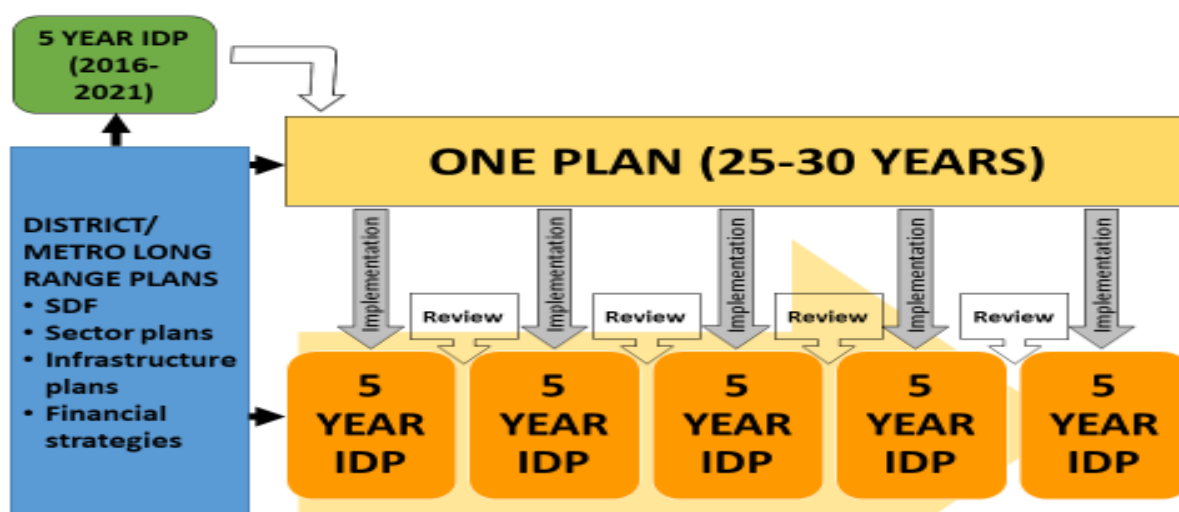 5 YEAR IDP
(2016-
2021)
ONE PLAN (25-30 YEARS)
DISTRICT/
METRO LONG
RANGE PLANS
• SDF
• Sector plans
• Infrastructure
plans
• Financial
strategies
Implementation
Implementation
Implementation
Implementation
Implementation
Review
Review
Review
Review
5
YEAR
IDP
5
YEAR
IDP
5
YEAR
IDP
5
YEAR
IDP
5
YEAR
IDP